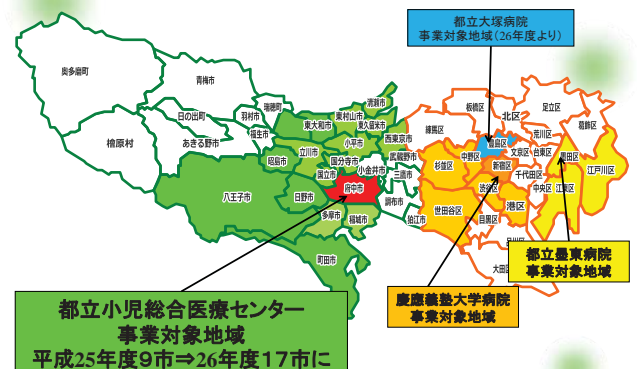 都立大塚病院
事業対象地域(26年度より)
奥多摩町
青梅市
瑞穂町
羽村市
日の出町
福生市
あきる野市
檜原村
清瀬市
東村山市
東大和市
東久留米市
小平市
西東京市
立川市
昭島市
国分寺市
武蔵野市
小金井市
国立市
三鷹市
府中市
八王子市
日野市
調布市
多摩市
稲城市
狛江市
町田市
足立区
板橋区
北区
葛飾区
練馬区
荒川区
豊島区
文京区
台東区
墨田区
中野区
杉並区
新宿区
江戸川区
千代田区
渋谷区
中央区
江東区
港区
世田谷区
目黒区
品川区
大田区
都立墨東病院
事業対象地域
慶應義塾大学病院
事業対象地域
都立小児総合医療センター
事業対象地域
平成25年度9市⇒26年度17市に